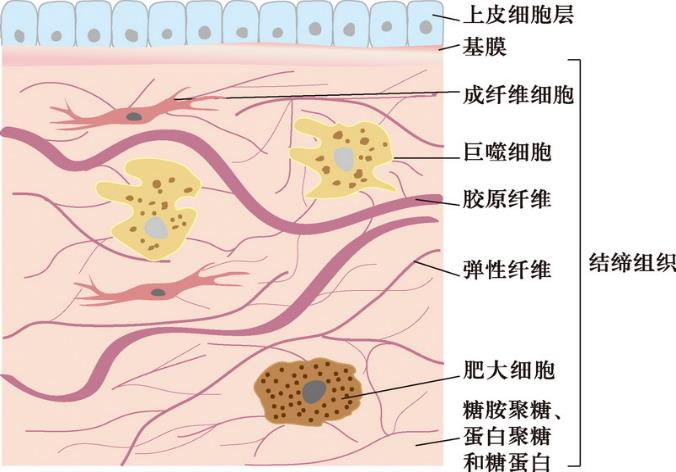 上皮细胞层
基膜
成纤维细胞
巨噬细胞
胶原纤维
弹性纤维
结缔组织
肥大细胞
糖胺聚糖、
蛋白聚糖
和糖蛋白